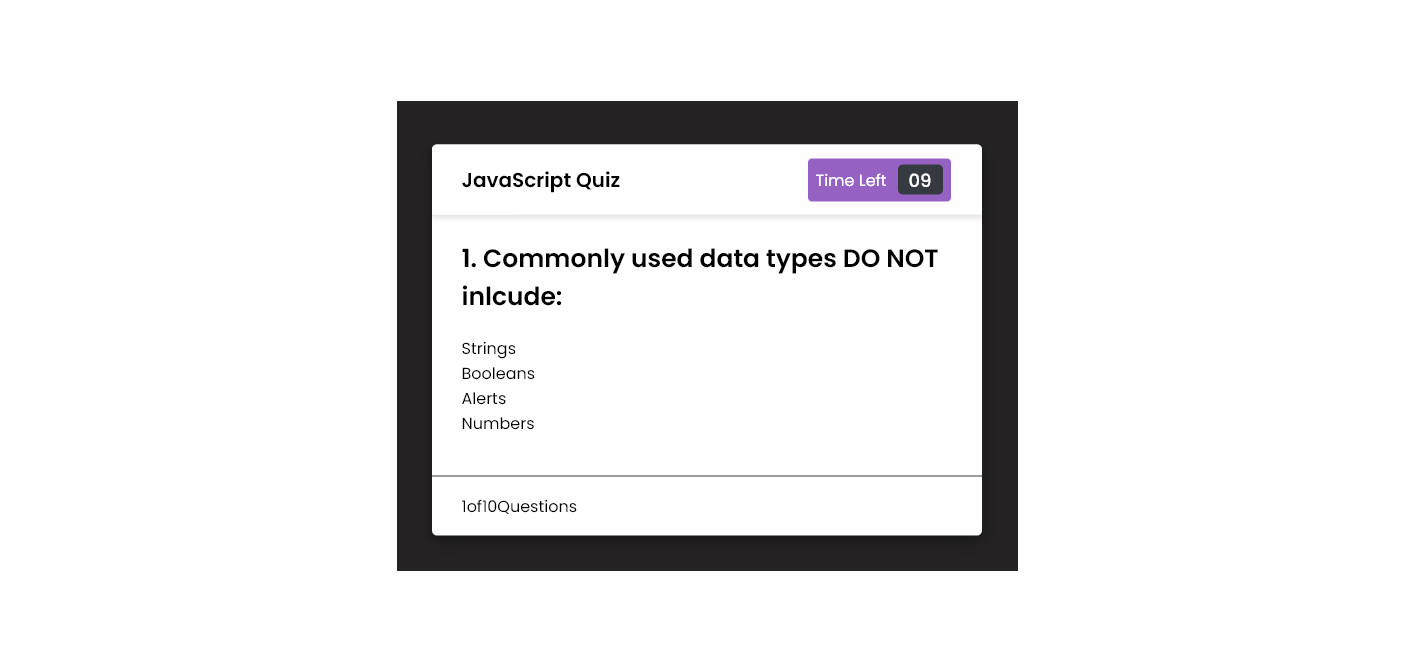 JavaScript Quiz
Time Left 09
1. Commonly used data types DO NOT
inlcude:
Strings
Booleans
Alerts
Numbers
1of10Questions